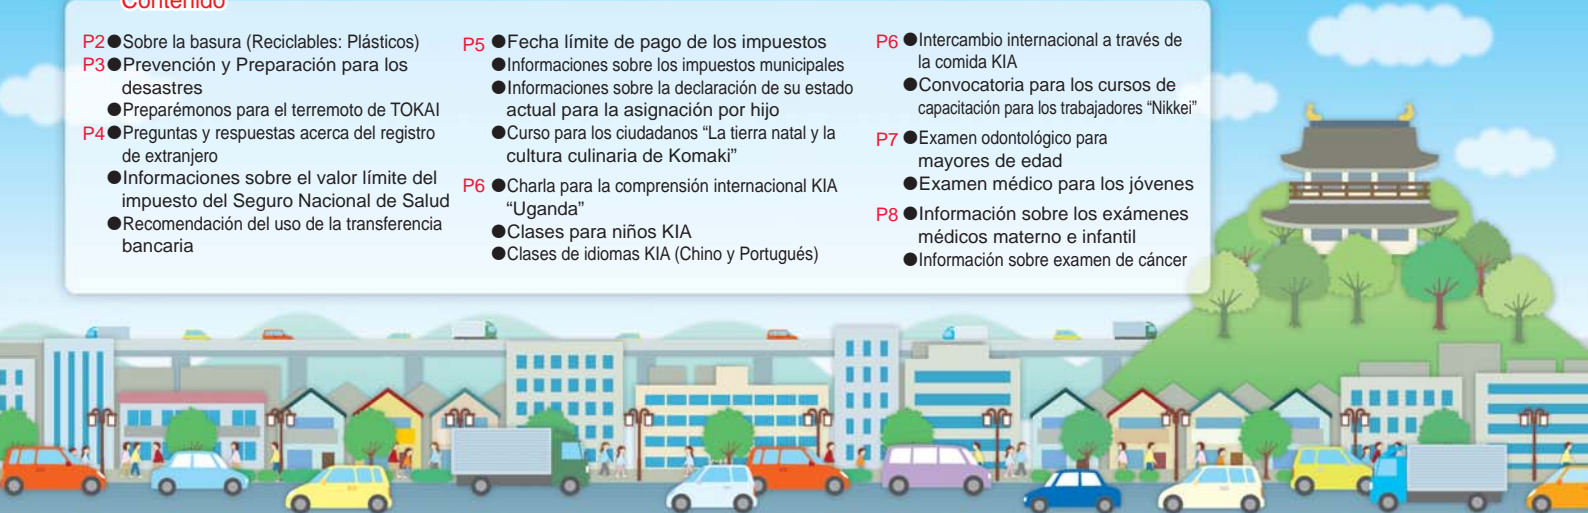 Contenido
P2●Sobre la basura (Reciclables: Plásticos)
P3●Prevención y Preparación para los
desastres
●Preparémonos para el terremoto de TOKAI
P4●Preguntas y respuestas acerca del registro
de extranjero
●Informaciones sobre el valor límite del
impuesto del Seguro Nacional de Salud
●Recomendación del uso de la transferencia
bancaria
P5 ●Fecha límite de pago de los impuestos
●Informaciones sobre los impuestos municipales
●Informaciones sobre la declaración de su estado
actual para la asignación por hijo
●Curso para los ciudadanos “La tierra natal y la
cultura culinaria de Komaki”
P6 ●Charla para la comprensión internacional KIA
“Uganda”
●Clases para niños KIA
●Clases de idiomas KIA (Chino y Portugués)
P6 ●Intercambio internacional a través de
la comida KIA
●Convocatoria para los cursos de
capacitación para los trabajadores “Nikkei”
P7 ●Examen odontológico para
mayores de edad
●Examen médico para los jóvenes
P8 ●Información sobre los exámenes
médicos materno e infantil
●Información sobre examen de cáncer